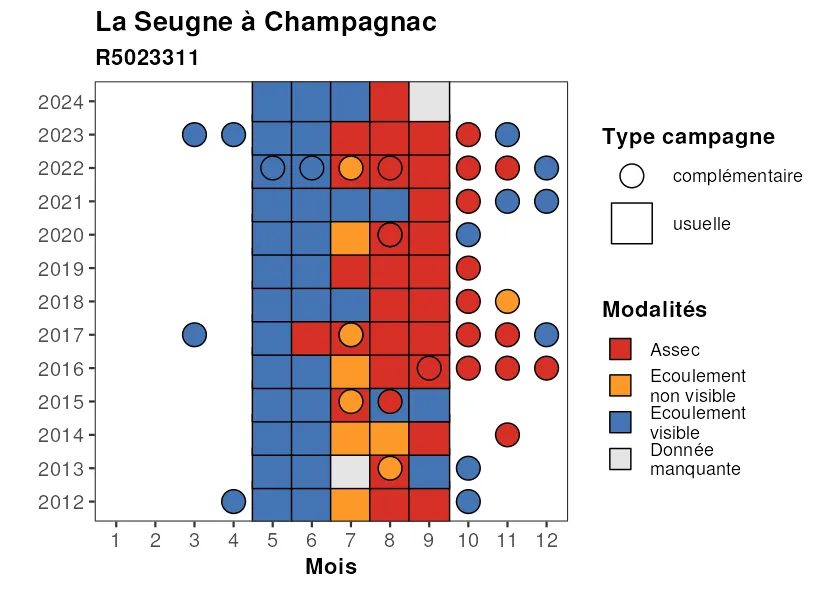 La Seugne à Champagnac
R5023311
2024
2023
2022
2021
2020
2019
2018
2017
2016
2015
2014
2013
2012
1 2 3 4 5 6 7 8 9 10 11 12
Mois
Type campagne
complémentaire
usuelle
Modalités
Assec
Ecoulement
non visible
Ecoulement
visible
Donnée
manquante